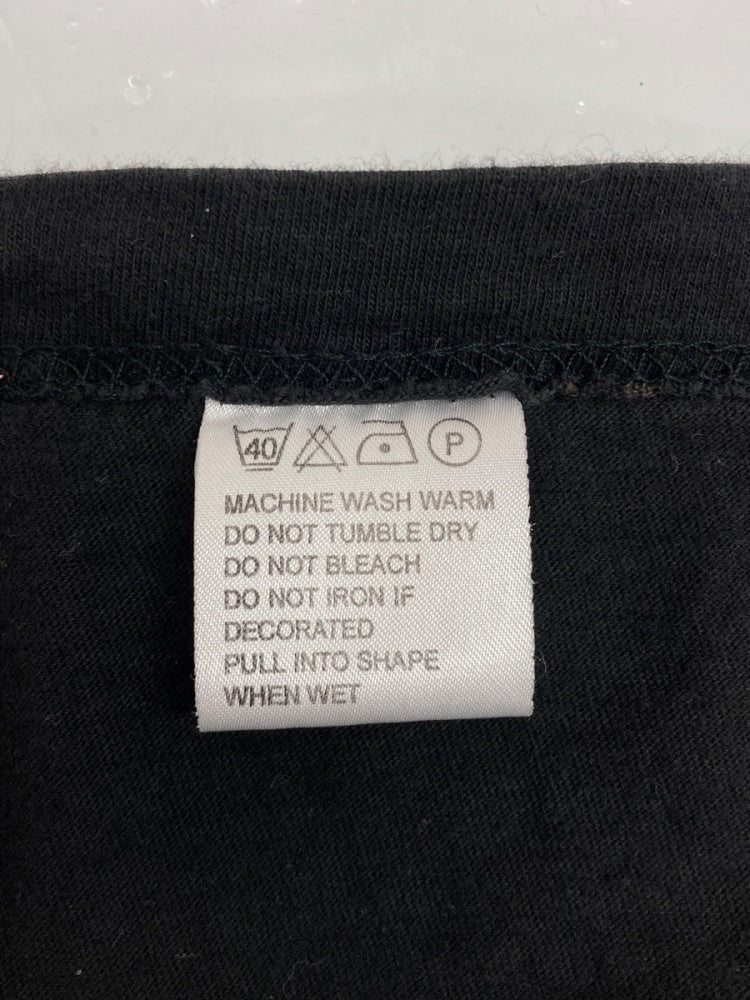 40 P
MACHINE WASH WARM
DO NOT TUMBLE DRY
DO NOT BLEACH
DO NOT IRON IF
DECORATED
PULL INTO SHAPE
WHEN WET